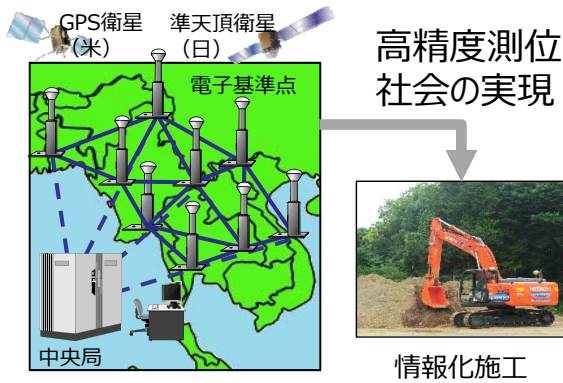 GPS衛星
（米）
準天頂衛星
（日）
高精度測位
社会の実現
電子基準点
中央局
HITACHI
情報化施工